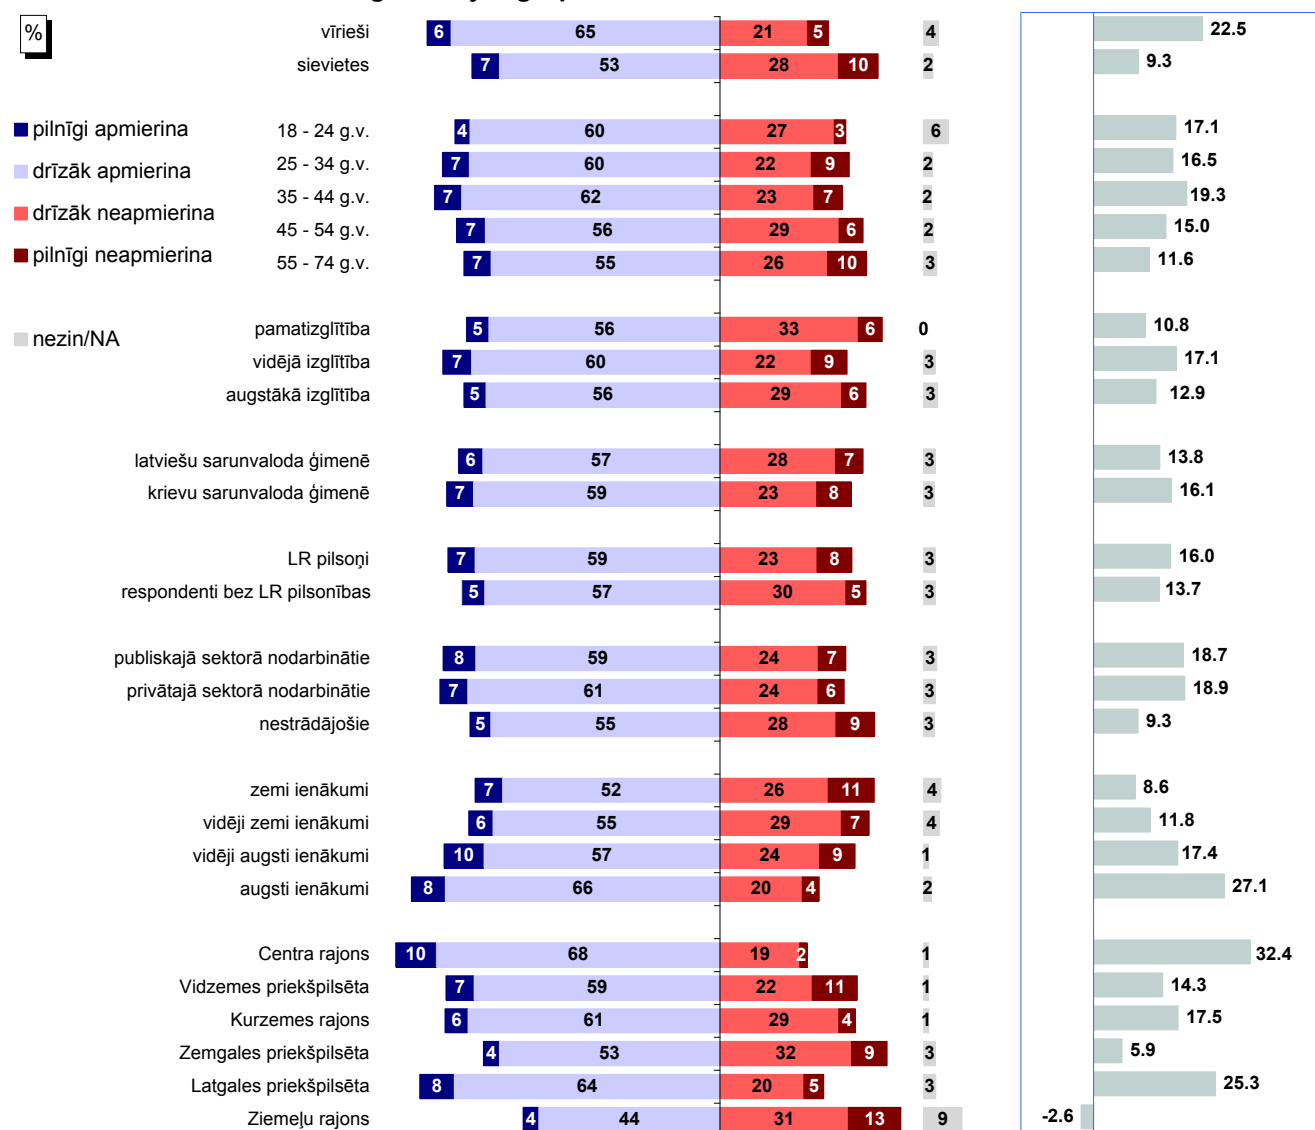 %
vīrieši 6 65 21 5 4 22.5
sievietes 7 53 28 10 2 9.3
pilnīgi apmierina
drīzāk apmierina
drīzāk neapmierina
pilnīgi neapmierina
nezin/NA
18 - 24 g.v. 4 60 27 3 6 17.1
25 - 34 g.v. 7 60 22 9 2 16.5
35 - 44 g.v. 7 62 23 7 2 19.3
45 - 54 g.v. 7 56 29 6 2 15.0
55 - 74 g.v. 7 55 26 10 3 11.6
pamatizglītība 5 56 33 6 0 10.8
vidējā izglītība 7 60 22 9 3 17.1
augstākā izglītība 5 56 29 6 3 12.9
latviešu sarunvaloda ģimenē 6 57 28 7 3 13.8
krievu sarunvaloda ģimenē 7 59 23 8 3 16.1
LR pilsoņi 7 59 23 8 3 16.0
respondenti bez LR pilsonības 5 57 30 5 3 13.7
publiskajā sektorā nodarbinātie 8 59 24 7 3 18.7
privātajā sektorā nodarbinātie 7 61 24 6 3 18.9
nestrādājošie 5 55 28 9 3 9.3
zemi ienākumi 7 52 26 11 4 8.6
vidēji zemi ienākumi 6 55 29 7 4 11.8
vidēji augsti ienākumi 10 57 24 9 1 17.4
augsti ienākumi 8 66 20 4 2 27.1
Centra rajons 10 68 19 2 1 32.4
Vidzemes priekšpilsēta 7 59 22 11 1 14.3
Kurzemes rajons 6 61 29 4 1 17.5
Zemgales priekšpilsēta 4 53 32 9 3 5.9
Latgales priekšpilsēta 8 64 20 5 3 25.3
Ziemeļu rajons 4 44 31 13 9 -2.6